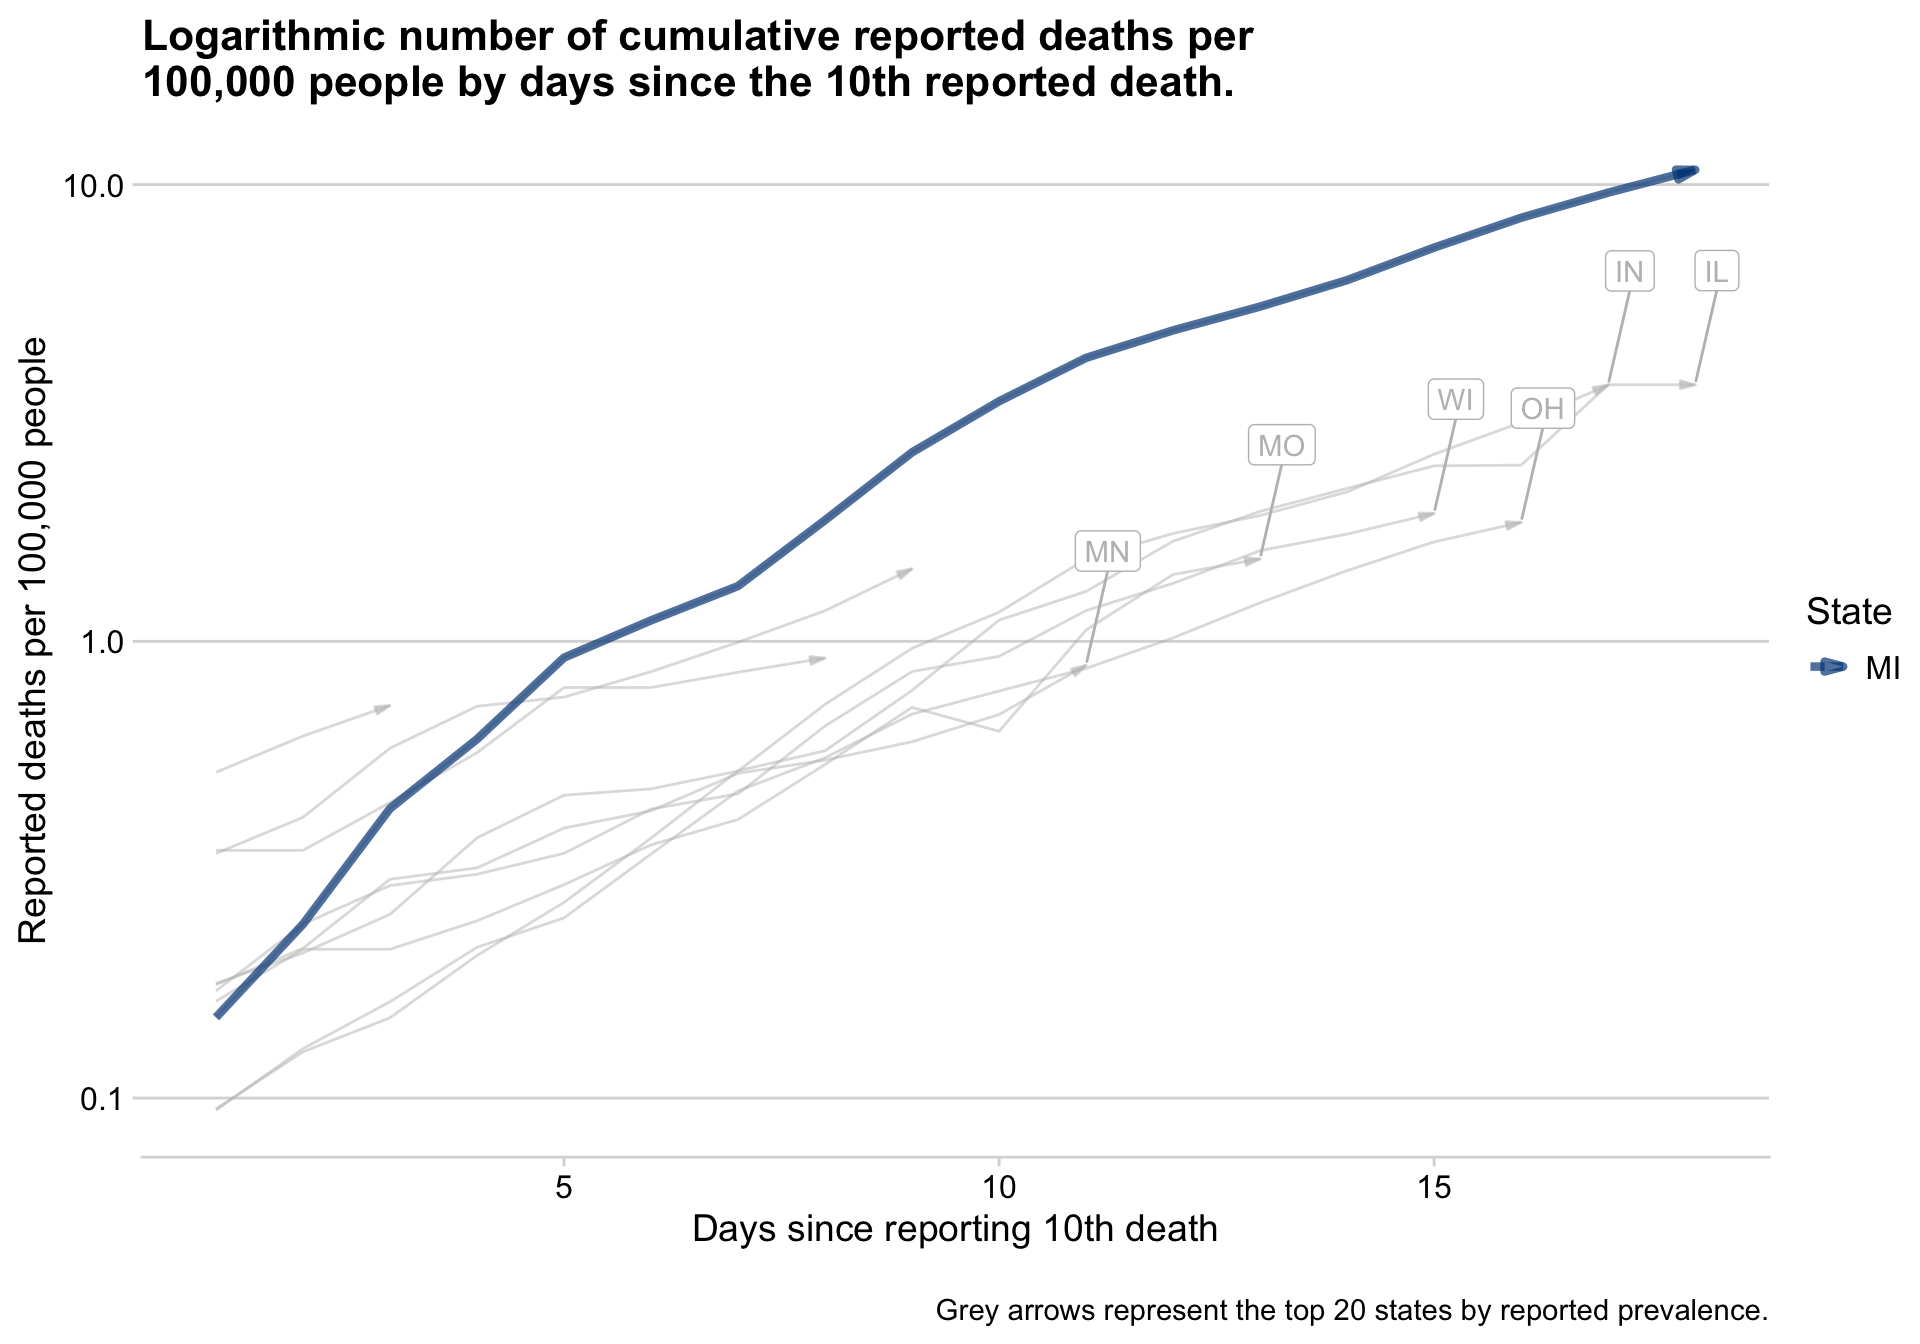 Logarithmic number of cumulative reported deaths per
100,000 people by days since the 10th reported death.
Reported deaths per 100,000 people
10.0
1.0
0.1
IN
IL
WI
OH
MO
MN
State
MI
5
10
15
Days since reporting 10th death
Grey arrows represent the top 20 states by reported prevalence.